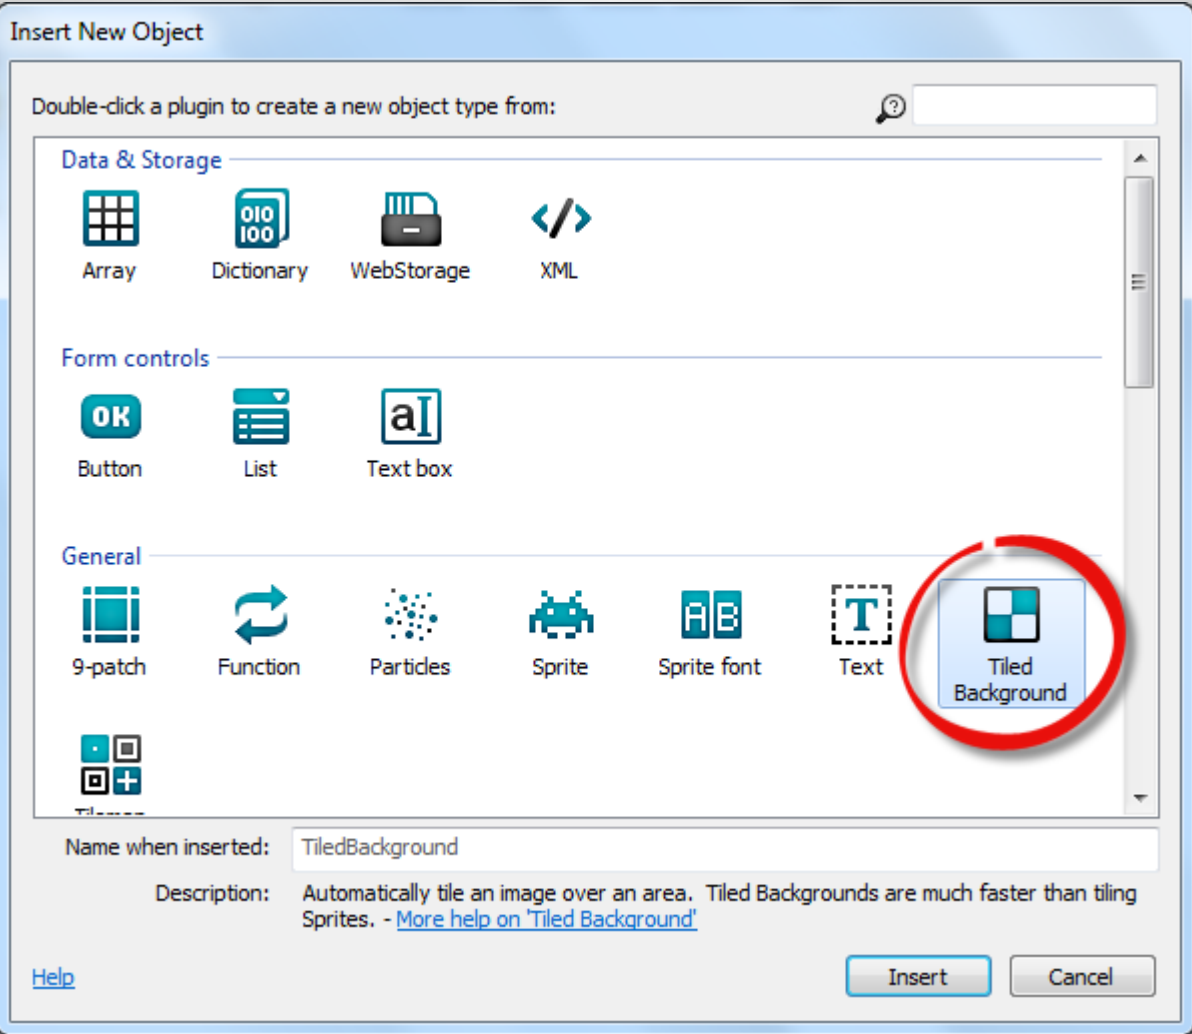 Insert New Object
Double-click a plugin to create a new object type from:
Data & Storage
Array
Dictionary
WebStorage
XML
Form controls
Button
List
Text box
General
9-patch
Function
Particles
Sprite
Sprite font
Text
Tiled
Background
Tilemap
Name when inserted: TiledBackground
Description: Automatically tile an image over an area. Tiled Backgrounds are much faster than tiling
Sprites. - More help on 'Tiled Background'
Help
Insert
Cancel